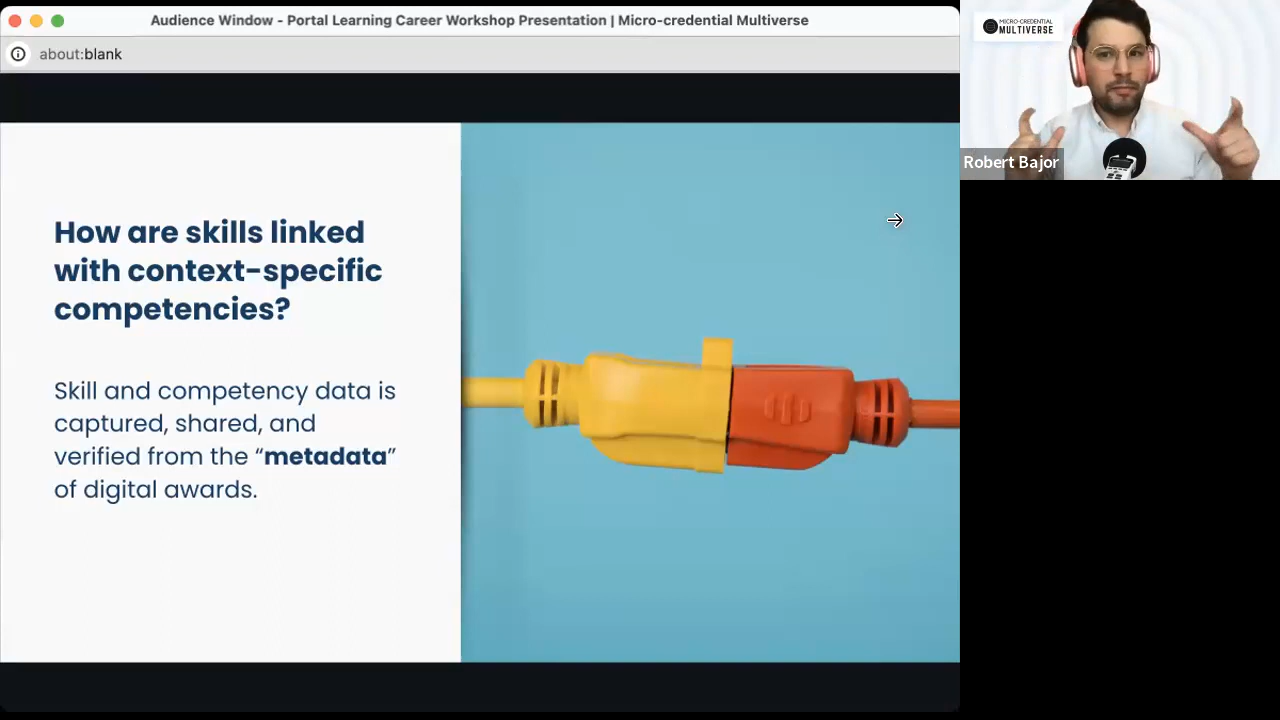 Audience Window - Portal Learning Career Workshop Presentation | Micro-credential Multiverse
about:blank
How are skills linked
with context-specific
competencies?
Skill and competency data is
captured, shared, and
verified from the “metadata”
of digital awards.
MICRO-CREDENTIAL
MULTIVERSE
Robert Bajor